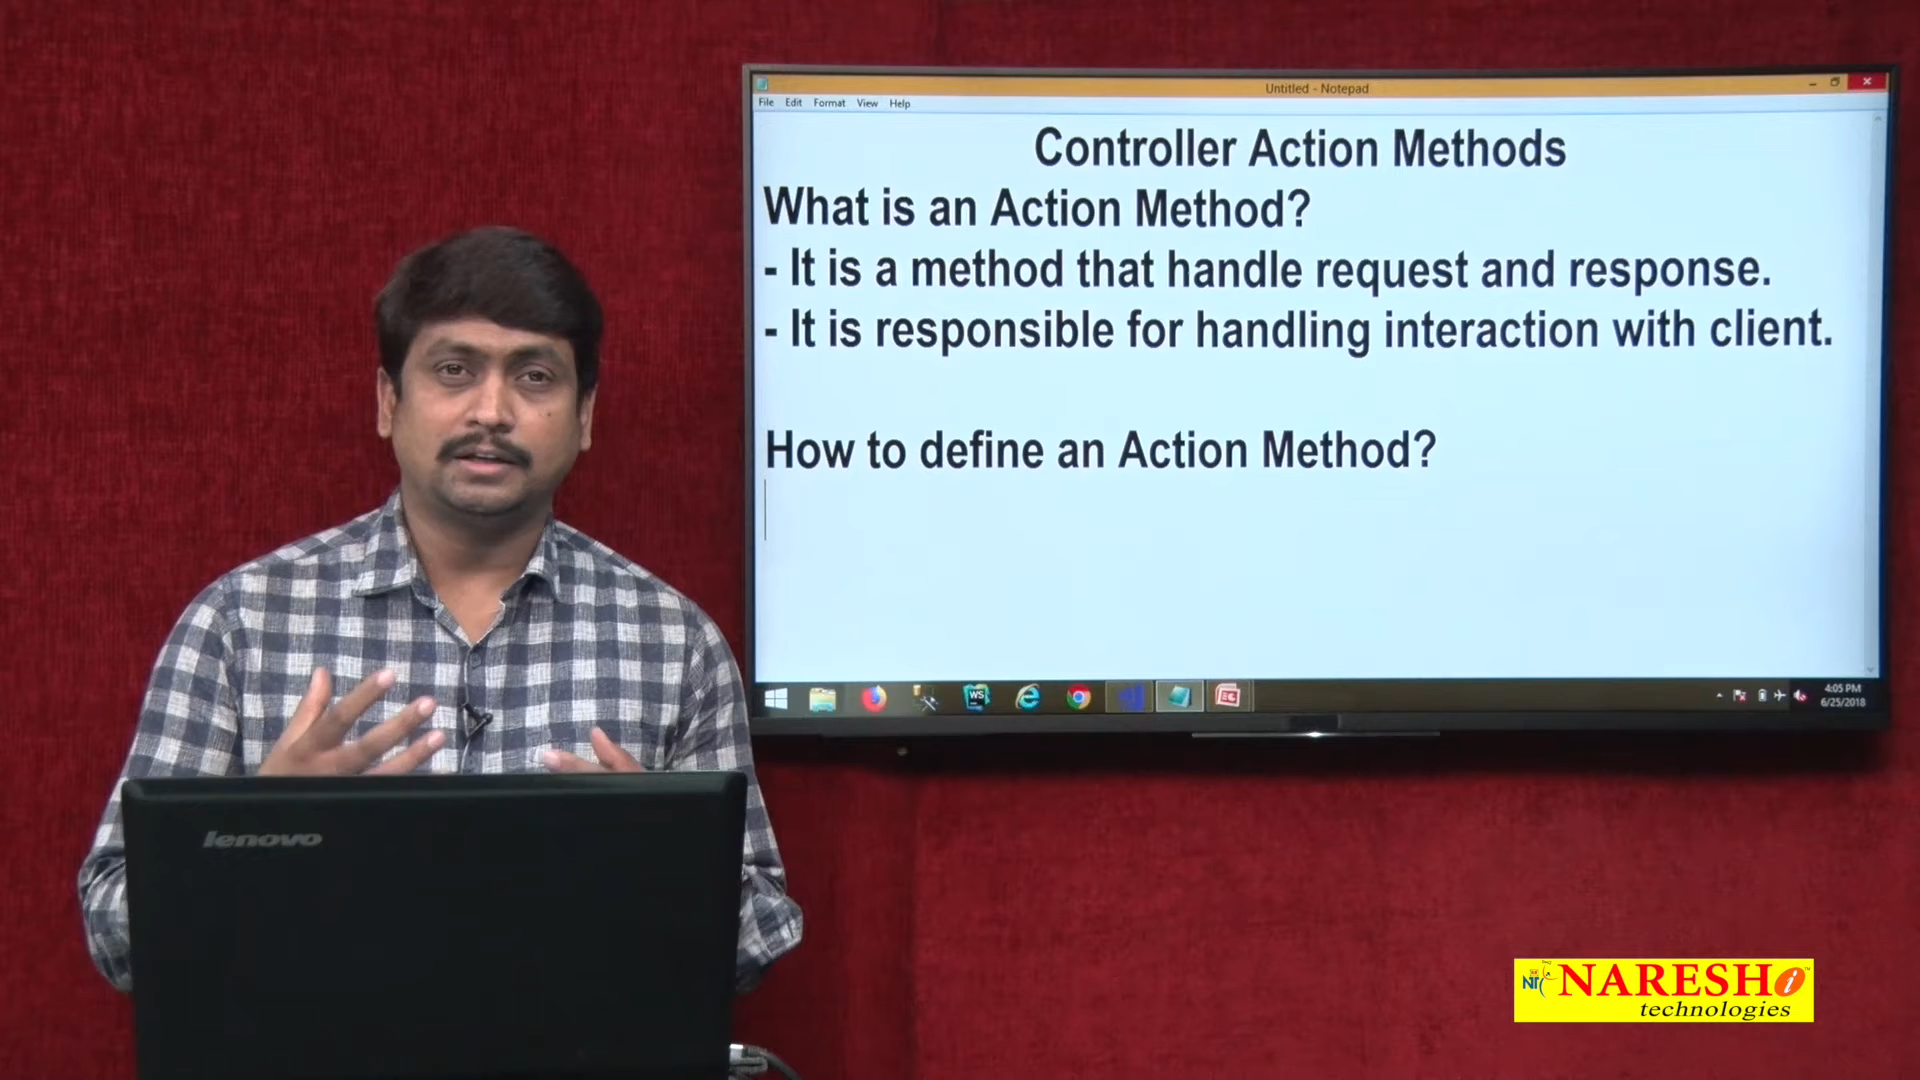 Untitled - Notepad
File Edit Format View Help
Controller Action Methods
What is an Action Method?
- It is a method that handle request and response.
- It is responsible for handling interaction with client.
How to define an Action Method?
WS
4:05 PM
6/25/2018
lenovo
NARESH i
technologies